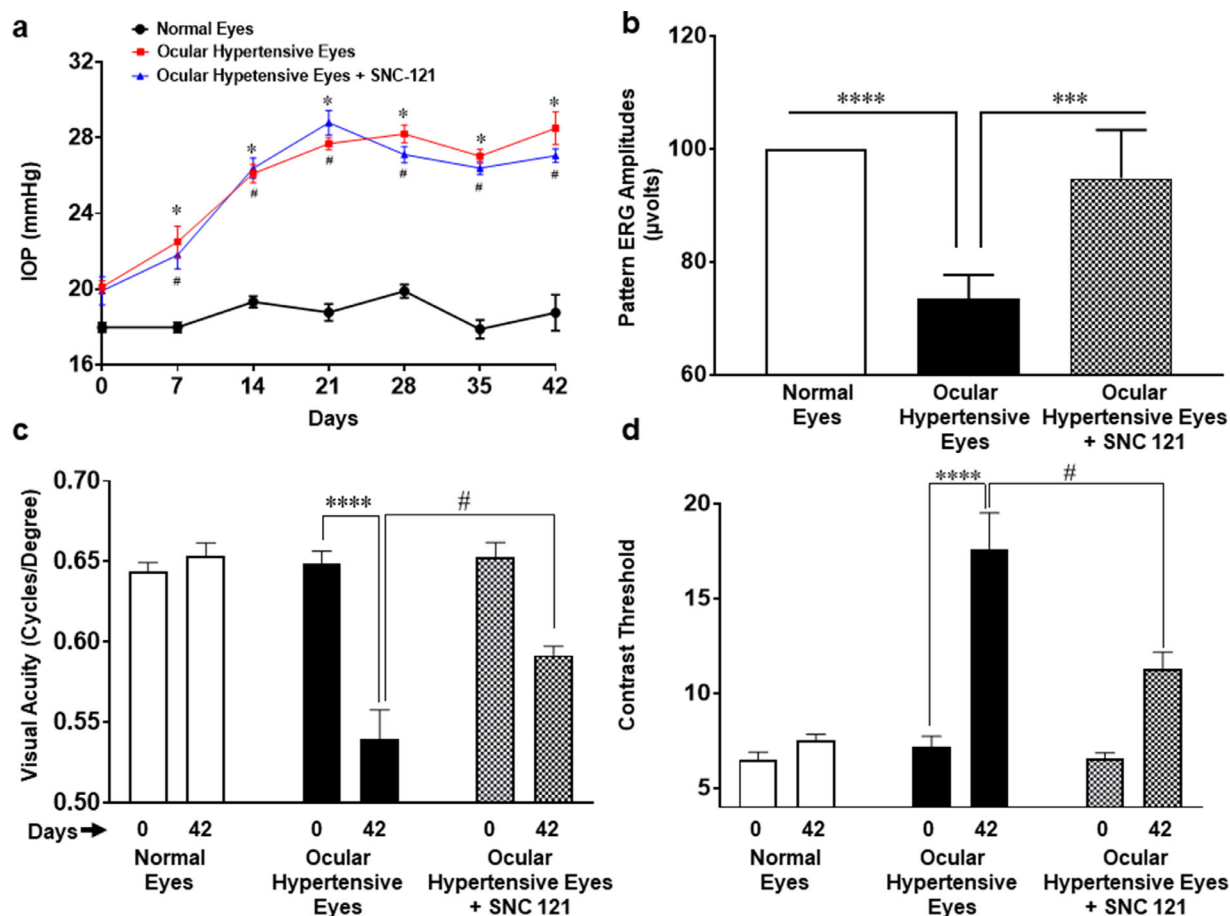 a
Normal Eyes
Ocular Hypertensive Eyes
Ocular Hypetensive Eyes + SNC-121
IOP (mmHg)
32
28
24
20
16
* * * * * *
# # # # # #
0 7 14 21 28 35 42
Days
b
Pattern ERG Amplitudes
(µvolts)
120
100
80
60
**** ***
Normal
Eyes
Ocular
Hypertensive
Eyes
Ocular
Hypertensive Eyes
+ SNC 121
c
Visual Acuity (Cycles/Degree)
0.70
0.65
0.60
0.55
0.50
**** #
Days 0 42 0 42 0 42
Normal
Eyes
Ocular
Hypertensive
Eyes
Ocular
Hypertensive Eyes
+ SNC 121
d
Contrast Threshold
20
15
10
5
**** #
0 42 0 42 0 42
Normal
Eyes
Ocular
Hypertensive
Eyes
Ocular
Hypertensive Eyes
+ SNC 121